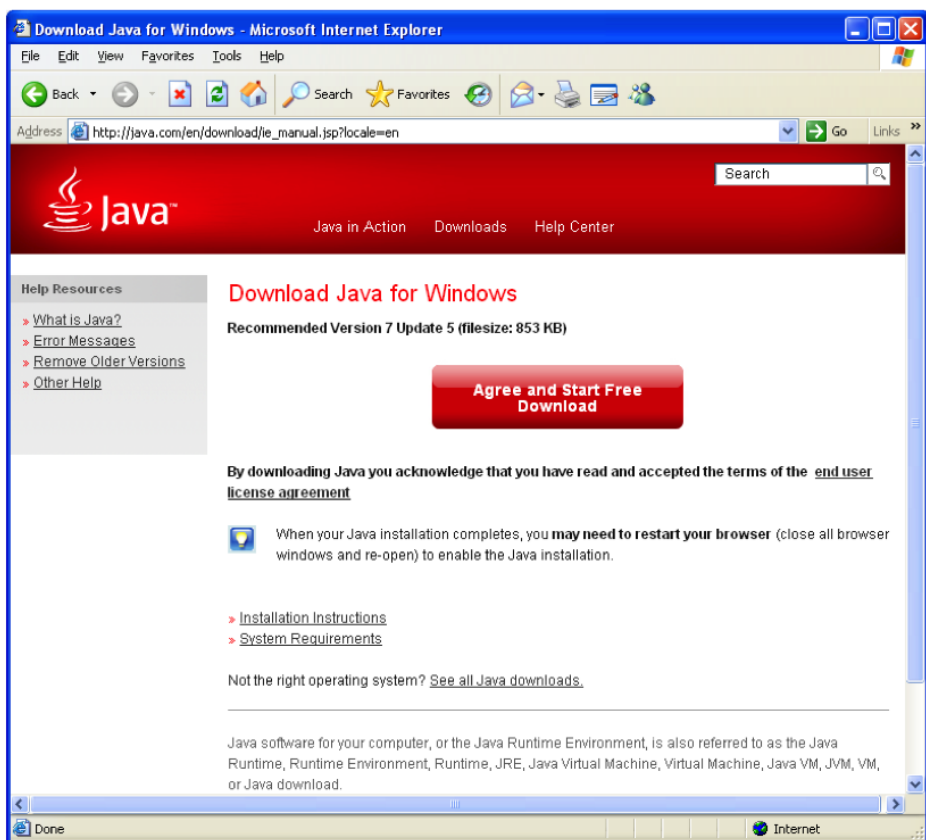 Download Java for Windows - Microsoft Internet Explorer
File Edit View Favorites Tools Help
Back Search Favorites
Address http://java.com/en/download/ie_manual.jsp?locale=en Go Links »
Search
Java™
Java in Action Downloads Help Center
Help Resources
» What is Java?
» Error Messages
» Remove Older Versions
» Other Help
Download Java for Windows
Recommended Version 7 Update 5 (filesize: 853 KB)
Agree and Start Free
Download
By downloading Java you acknowledge that you have read and accepted the terms of the end user
license agreement
When your Java installation completes, you may need to restart your browser (close all browser
windows and re-open) to enable the Java installation.
» Installation Instructions
» System Requirements
Not the right operating system? See all Java downloads.
Java software for your computer, or the Java Runtime Environment, is also referred to as the Java
Runtime, Runtime Environment, Runtime, JRE, Java Virtual Machine, Virtual Machine, Java VM, JVM, VM,
or Java download.
Done Internet